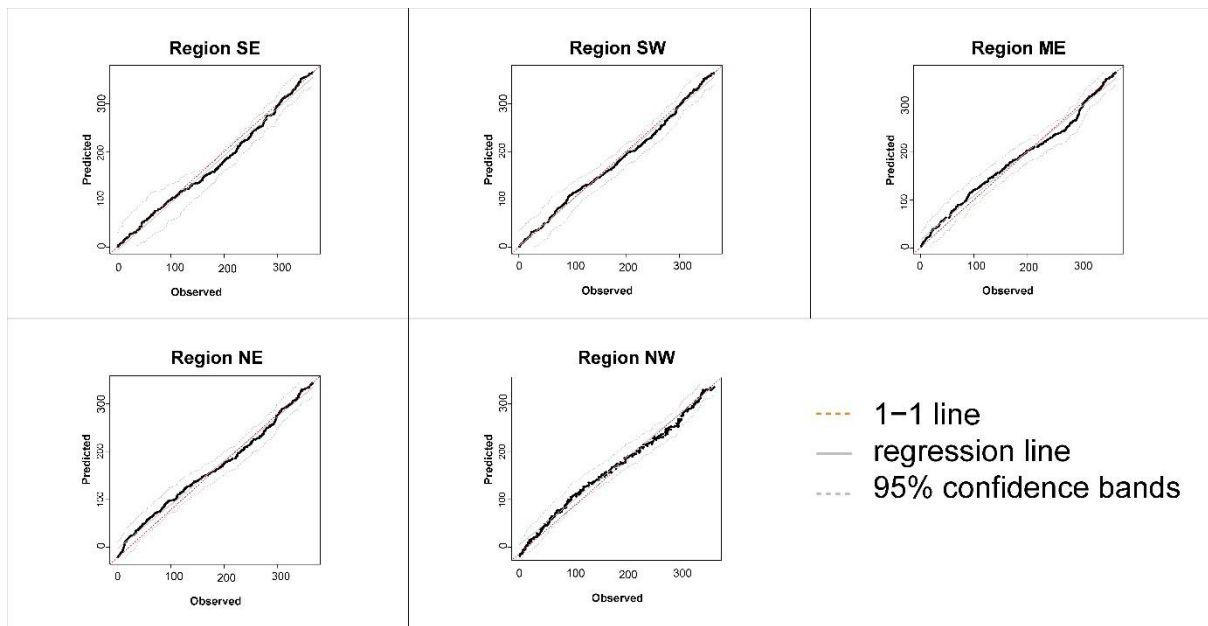 Region SE
Predicted
300
200
100
0
0 100 200 300
Observed
Region SW
Predicted
300
200
100
0
0 100 200 300
Observed
Region ME
Predicted
300
200
100
0
0 100 200 300
Observed
Region NE
Predicted
300
200
100
0
0 100 200 300
Observed
Region NW
Predicted
300
200
100
0
0 100 200 300
Observed
1−1 line
regression line
95% confidence bands